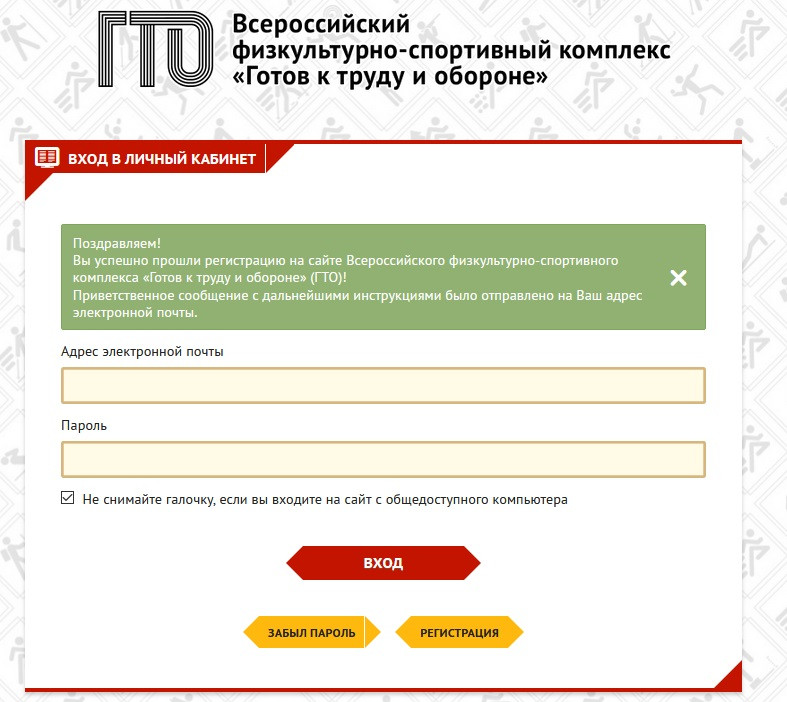 ГТО
Всероссийский
физкультурно-спортивный комплекс
«Готов к труду и обороне»
ВХОД В ЛИЧНЫЙ КАБИНЕТ
Поздравляем!
Вы успешно прошли регистрацию на сайте Всероссийского физкультурно-спортивного
комплекса «Готов к труду и обороне» (ГТО)!
Приветственное сообщение с дальнейшими инструкциями было отправлено на Ваш адрес
электронной почты.
Адрес электронной почты
Пароль
Не снимайте галочку, если вы входите на сайт с общедоступного компьютера
ВХОД
ЗАБЫЛ ПАРОЛЬ
РЕГИСТРАЦИЯ